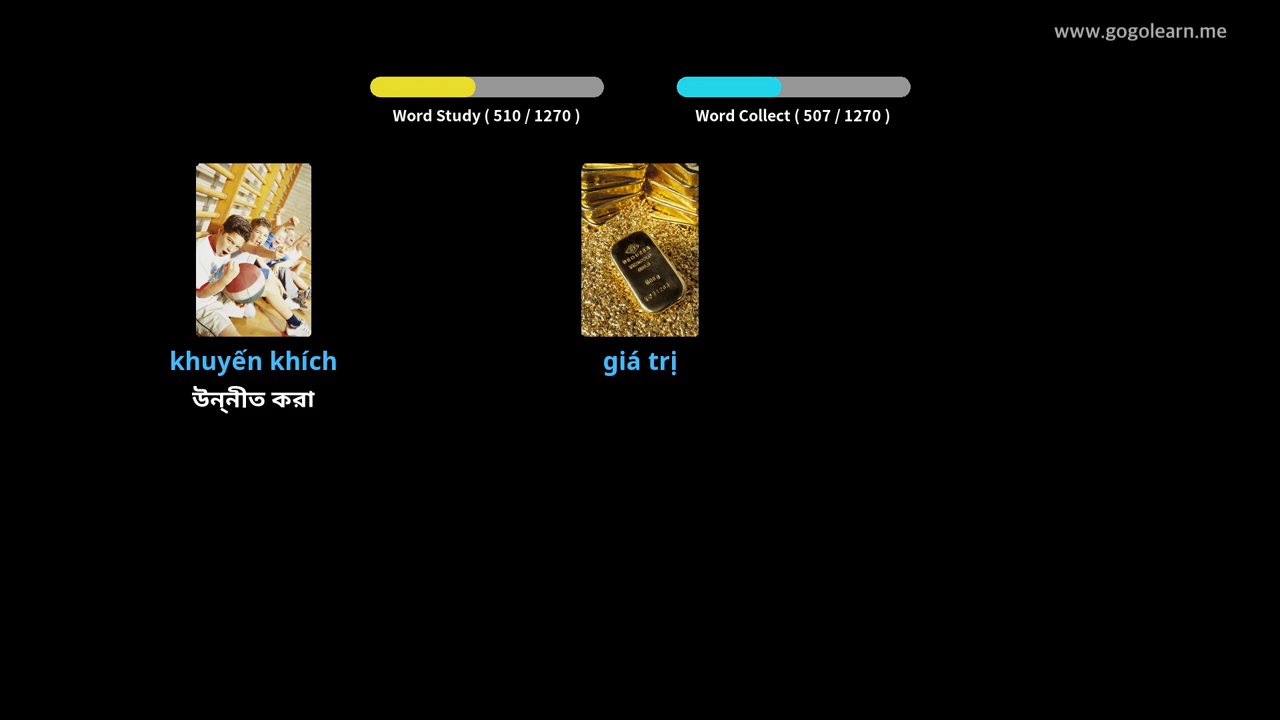 www.gogolearn.me
Word Study ( 510 / 1270 )
Word Collect ( 507 / 1270 )
khuyến khích
giá trị
উন্নীত করা